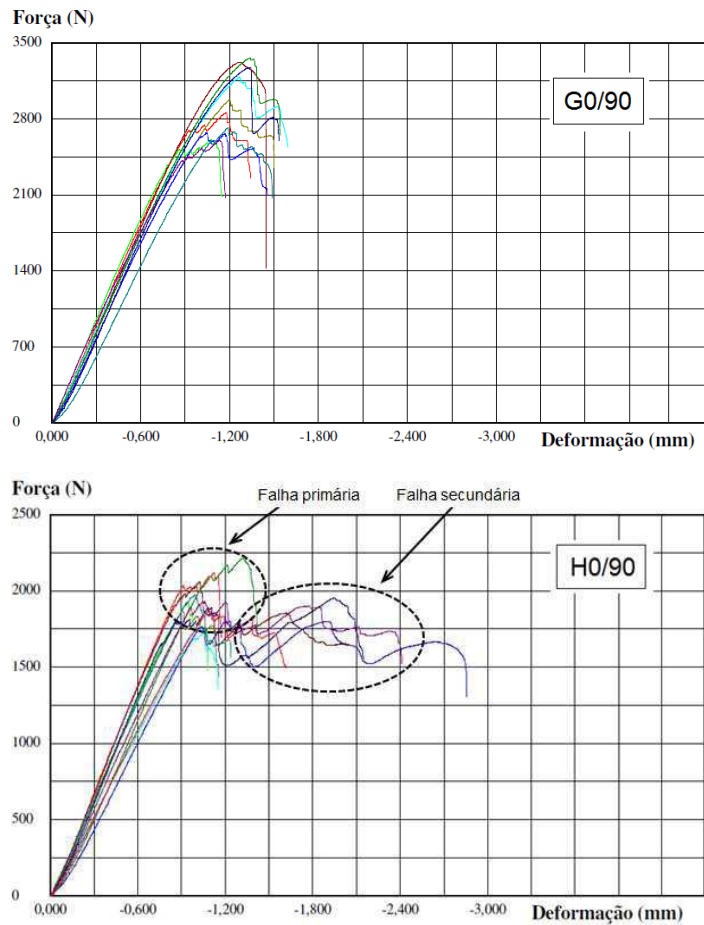 Força (N)
3500
G0/90
2800
2100
1400
700
0
0,000 -0,600 -1,200 -1,800 -2,400 -3,000 Deformação (mm)
Força (N)
Falha primária Falha secundária
2500
H0/90
2000
1500
1000
500
0
0,000 -0,600 -1,200 -1,800 -2,400 -3,000 Deformação (mm)